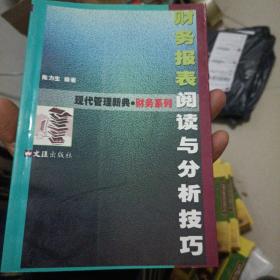 财务报表阅读与分析技巧
陈力生 编著
现代管理新典·财务系列
文汇出版社